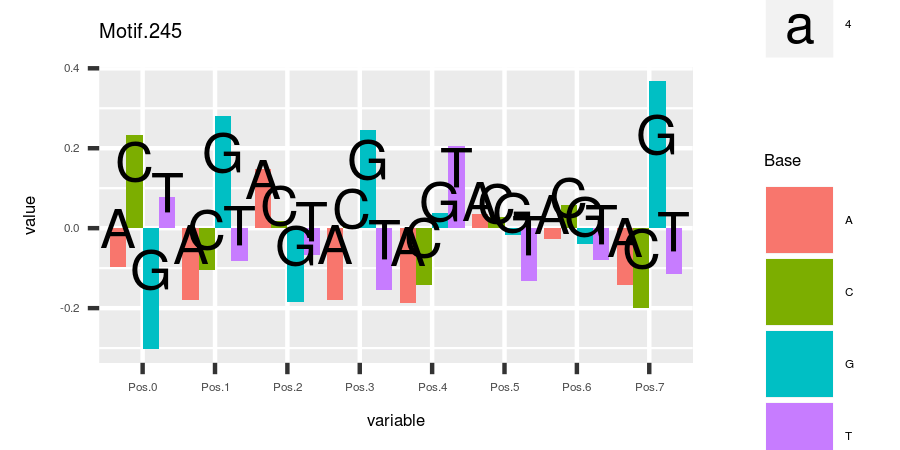 Motif.245
a 4
0.4
0.2
0.0
-0.2
value
A C G T A C G T A C G T A C G T A C G T A C G T A C G T A C G T
Pos.0 Pos.1 Pos.2 Pos.3 Pos.4 Pos.5 Pos.6 Pos.7
variable
Base
A
C
G
T